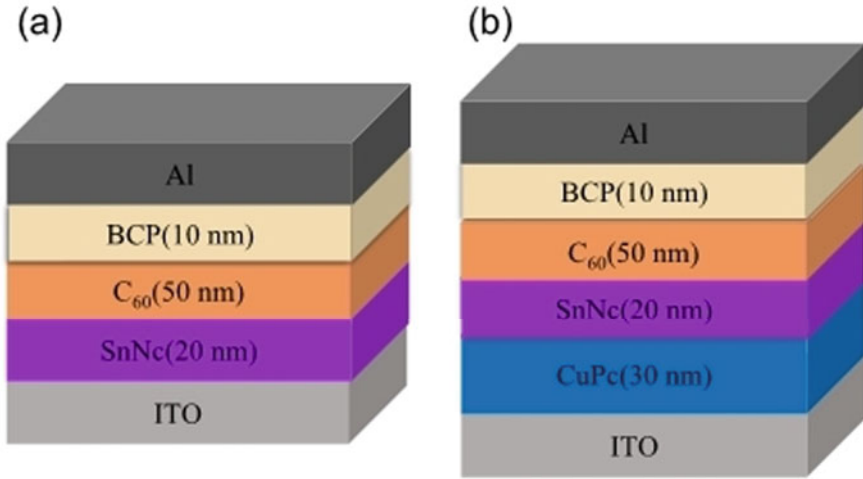 (a)
Al
BCP(10 nm)
C₆₀(50 nm)
SnNc(20 nm)
ITO
(b)
Al
BCP(10 nm)
C₆₀(50 nm)
SnNc(20 nm)
CuPc(30 nm)
ITO